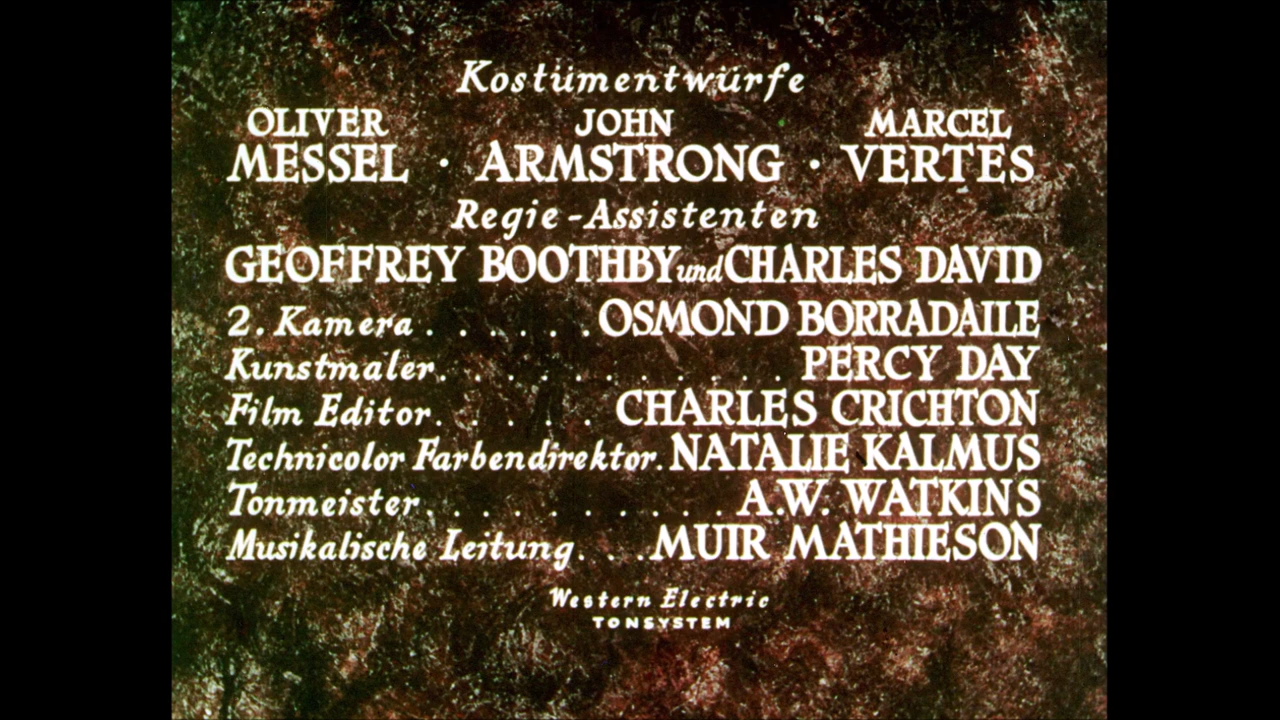 Kostümentwürfe
OLIVER JOHN MARCEL
MESSEL · ARMSTRONG · VERTES
Regie-Assistenten
GEOFFREY BOOTHBY und CHARLES DAVID
2. Kamera . . . . . . OSMOND BORRADAILE
Kunstmaler. . . . . . . . . . . PERCY DAY
Film Editor. . . . . . CHARLES CRICHTON
Technicolor Farbendirektor. NATALIE KALMUS
Tonmeister. . . . . . . . . . A.W. WATKINS
Musikalische Leitung. . . MUIR MATHIESON
Western Electric
TONSYSTEM